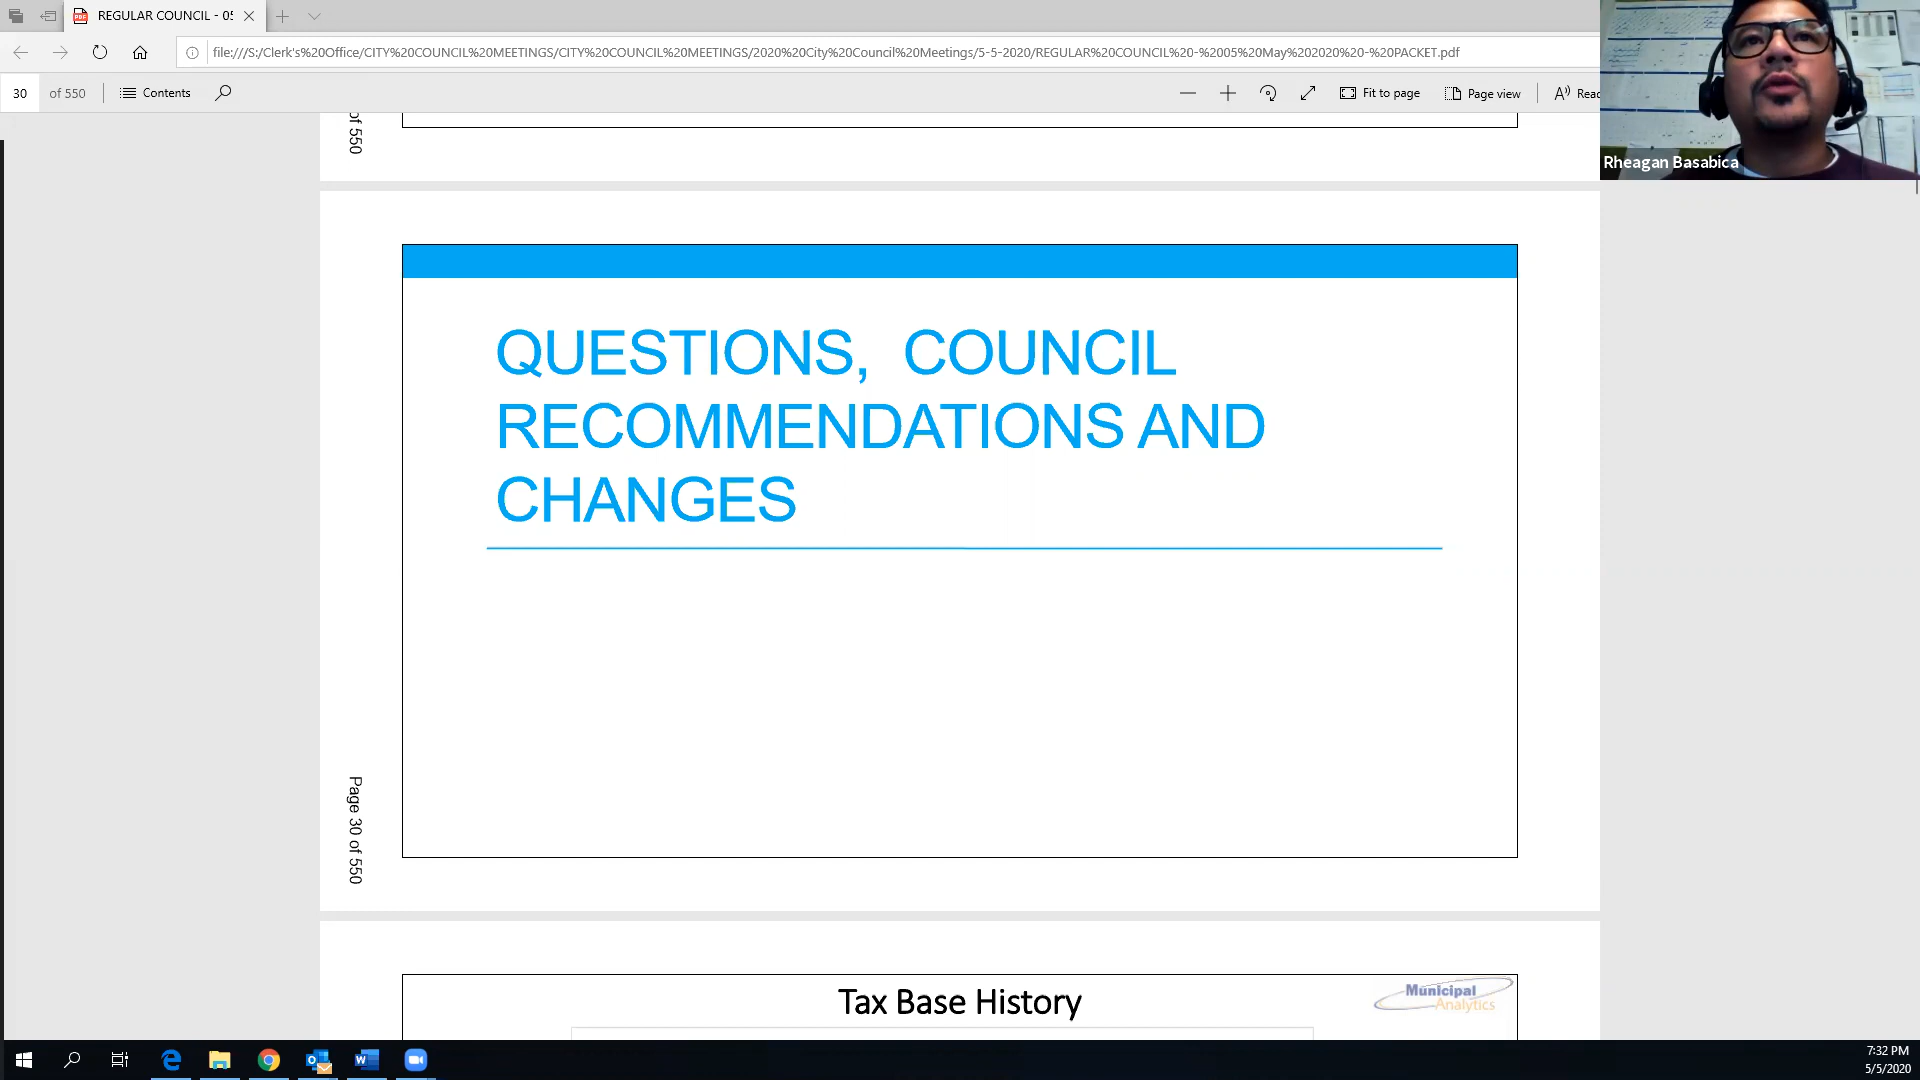 REGULAR COUNCIL - 05
file:///S:/Clerk's%20Office/CITY%20COUNCIL%20MEETINGS/CITY%20COUNCIL%20MEETINGS/2020%20City%20Council%20Meetings/5-5-2020/REGULAR%20COUNCIL%20-%2005%20May%202020%20-%20PACKET.pdf
30 of 550 Contents Fit to page Page view Read
Rheagan Basabica
of 550
QUESTIONS, COUNCIL
RECOMMENDATIONS AND
CHANGES
Page 30 of 550
Tax Base History
Municipal
Analytics
7:32 PM
5/5/2020